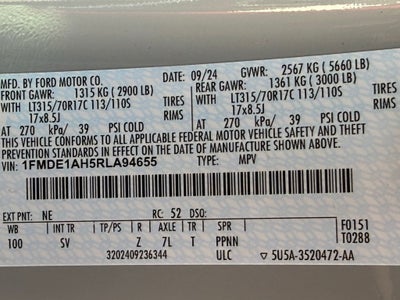 MFD. BY FORD MOTOR CO. DATE: 09/24 GVWR: 2567 KG (5660 LB)
FRONT GAWR: 1315 KG (2900 LB) REAR GAWR: 1361 KG (3000 LB)
WITH LT315/70R17C 113/110S TIRES WITH LT315/70R17C 113/110S TIRES
17x8.5J RIMS 17x8.5J RIMS
AT 270 kPa/ 39 PSI COLD AT 270 kPa/ 39 PSI COLD
THIS VEHICLE CONFORMS TO ALL APPLICABLE FEDERAL MOTOR VEHICLE SAFETY AND THEFT
PREVENTION STANDARDS IN EFFECT ON THE DATE OF MANUFACTURE SHOWN ABOVE.
VIN: 1FMDE1AH5RLA94655 TYPE: MPV
EXT PNT: NE RC: 52 DSO:
WB BRK INT TR TP/PS R AXLE TR SPR F0151
100 SV Z 7L T PPNN T0288
3202409236344 ULC 5U5A-3520472-AA